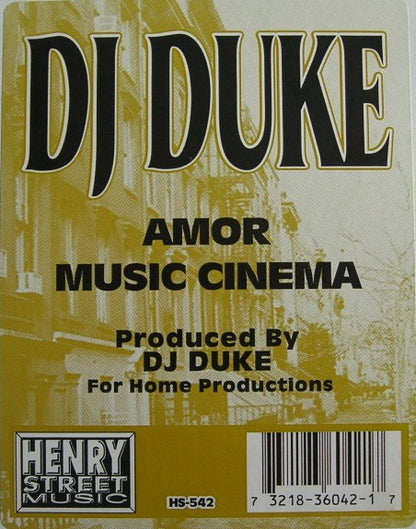 DJ DUKE
AMOR
MUSIC CINEMA
Produced By
DJ DUKE
For Home Productions
HENRY
STREET
MUSIC
HS-542
7 73218-36042-1 7